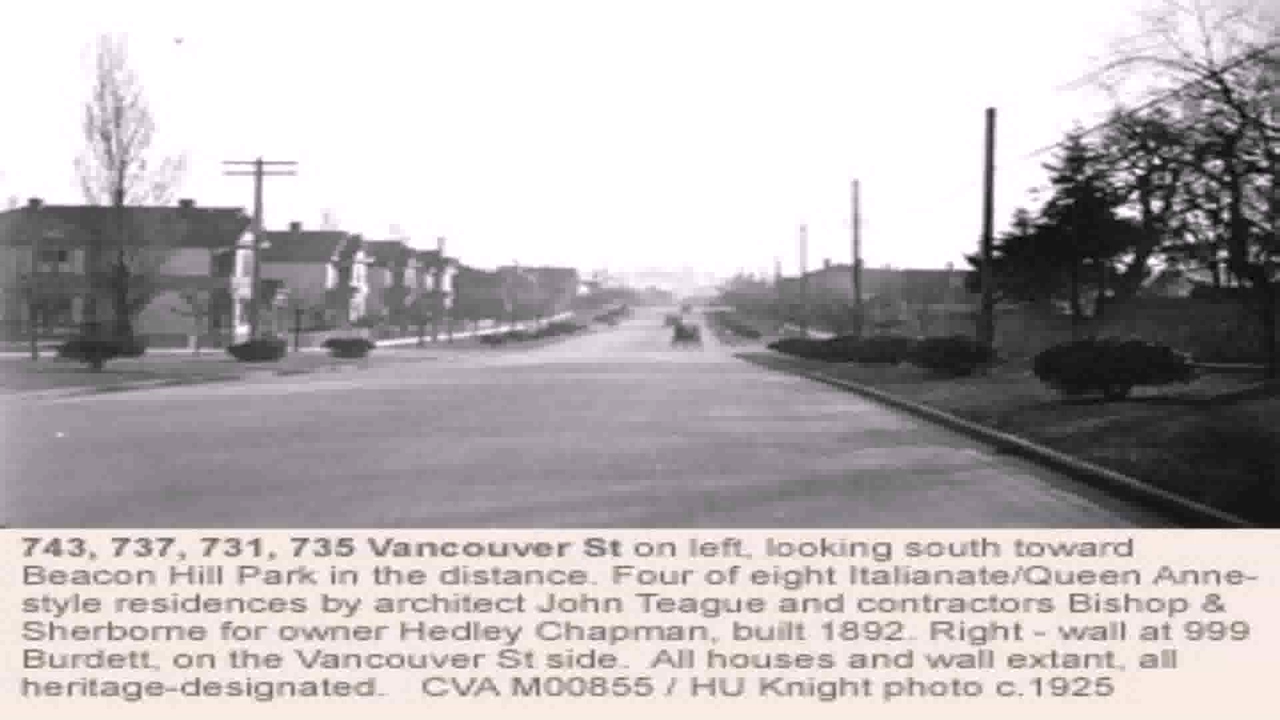 743, 737, 731, 735 Vancouver St on left, looking south toward
Beacon Hill Park in the distance. Four of eight Italianate/Queen Anne-
style residences by architect John Teague and contractors Bishop &
Sherborne for owner Hedley Chapman, built 1892. Right - wall at 999
Burdett, on the Vancouver St side. All houses and wall extant, all
heritage-designated. CVA M00855 / HU Knight photo c.1925